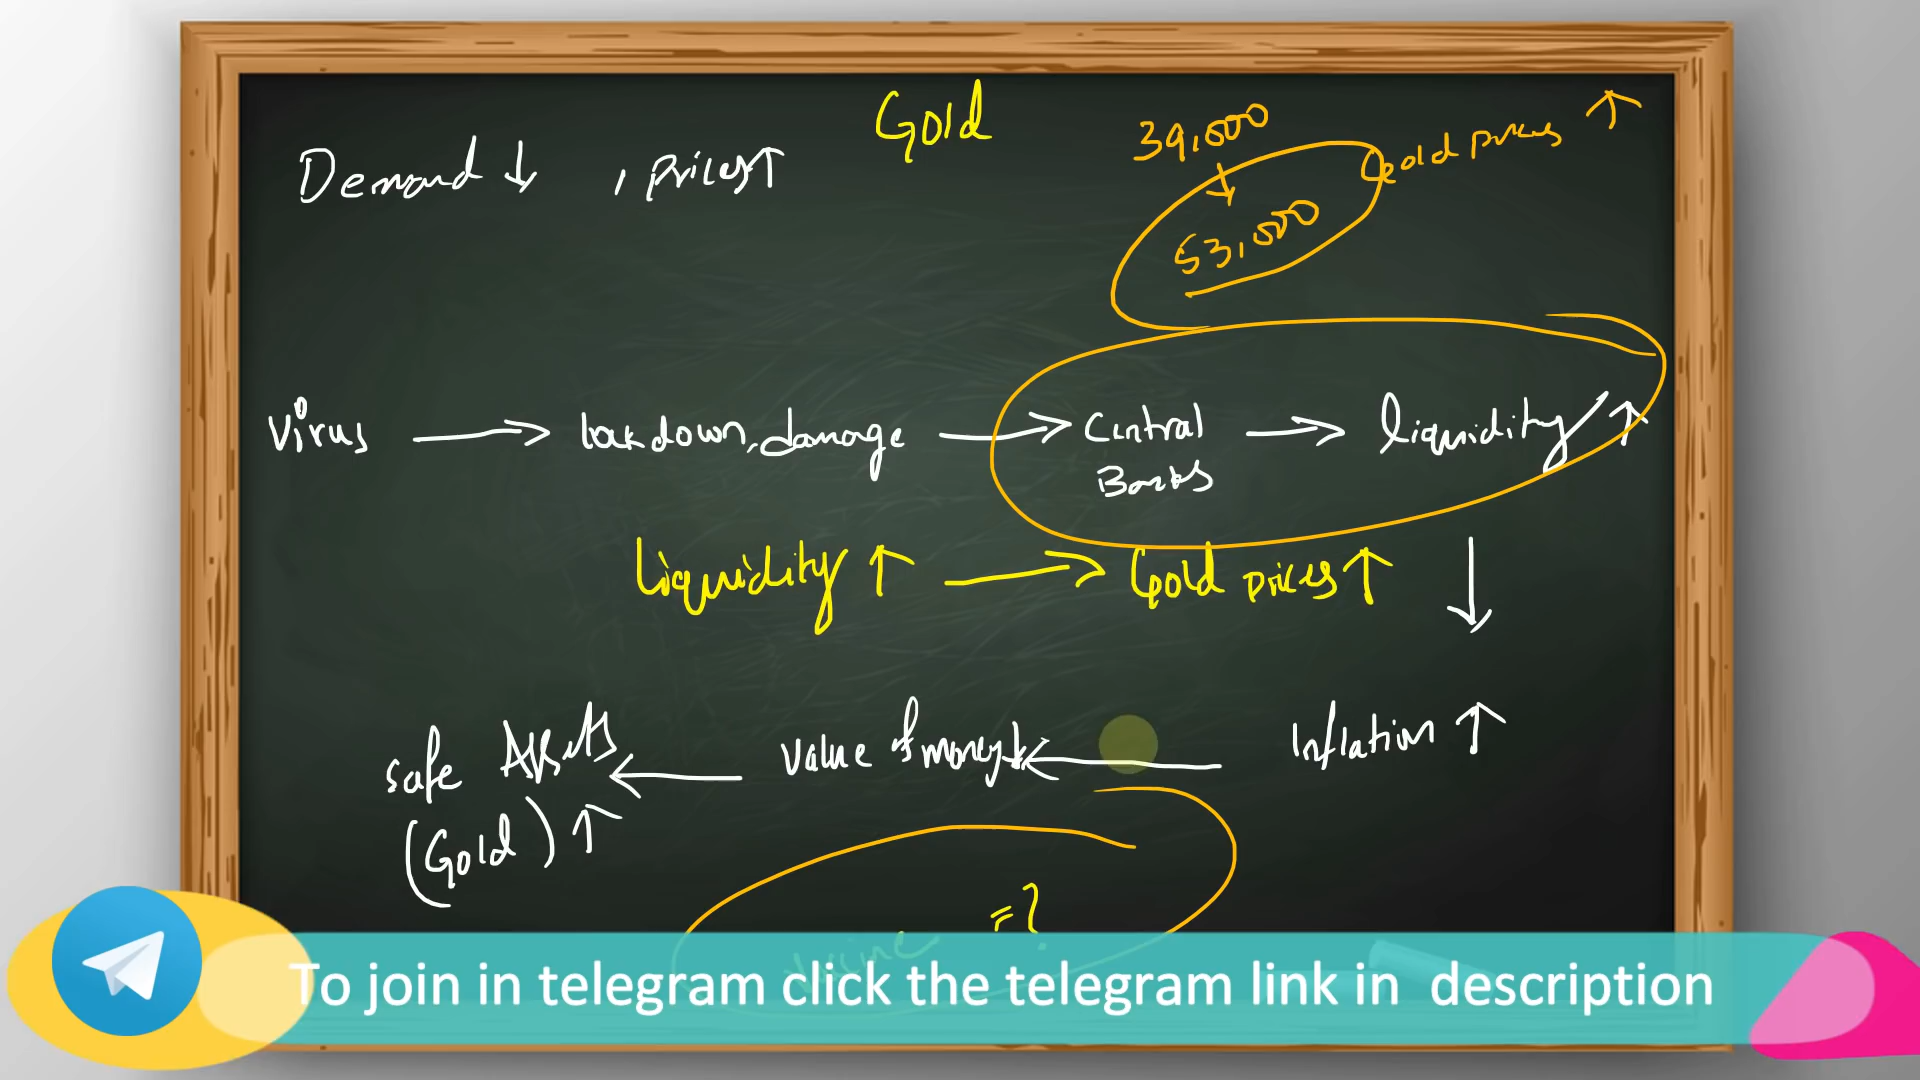 Gold
Demand ↓ , prices↑
39,000
↓
53,000
Gold prices ↑
Virus → lockdown, damage → Central Banks → liquidity ↑
Liquidity ↑ → Gold prices ↑
↓
safe Assets ← value of money↓ ← Inflation ↑
(Gold) ↑
= ?
To join in telegram click the telegram link in description